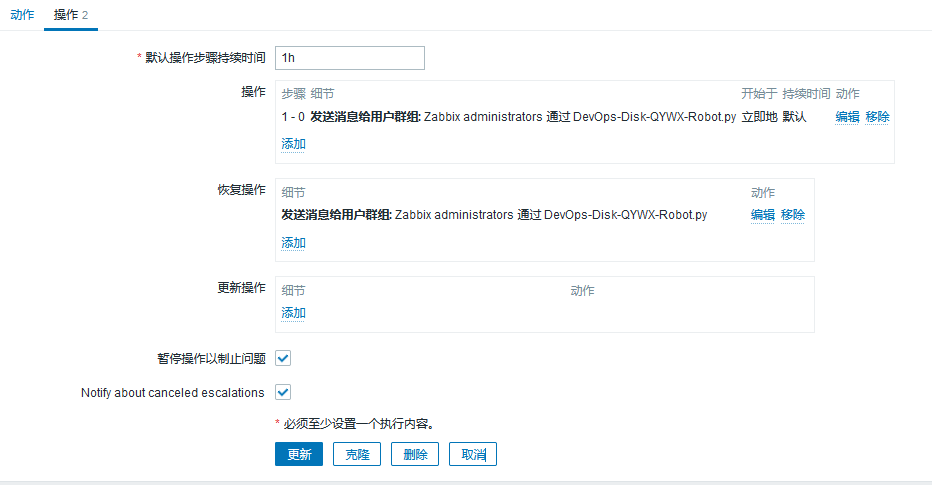 动作 操作 2
* 默认操作步骤持续时间 1h
操作 步骤 细节 开始于 持续时间 动作
1 - 0 发送消息给用户群组: Zabbix administrators 通过 DevOps-Disk-QYWX-Robot.py 立即地 默认 编辑 移除
添加
恢复操作 细节 动作
发送消息给用户群组: Zabbix administrators 通过 DevOps-Disk-QYWX-Robot.py 编辑 移除
添加
更新操作 细节 动作
添加
暂停操作以制止问题
Notify about canceled escalations
* 必须至少设置一个执行内容。
更新 克隆 删除 取消